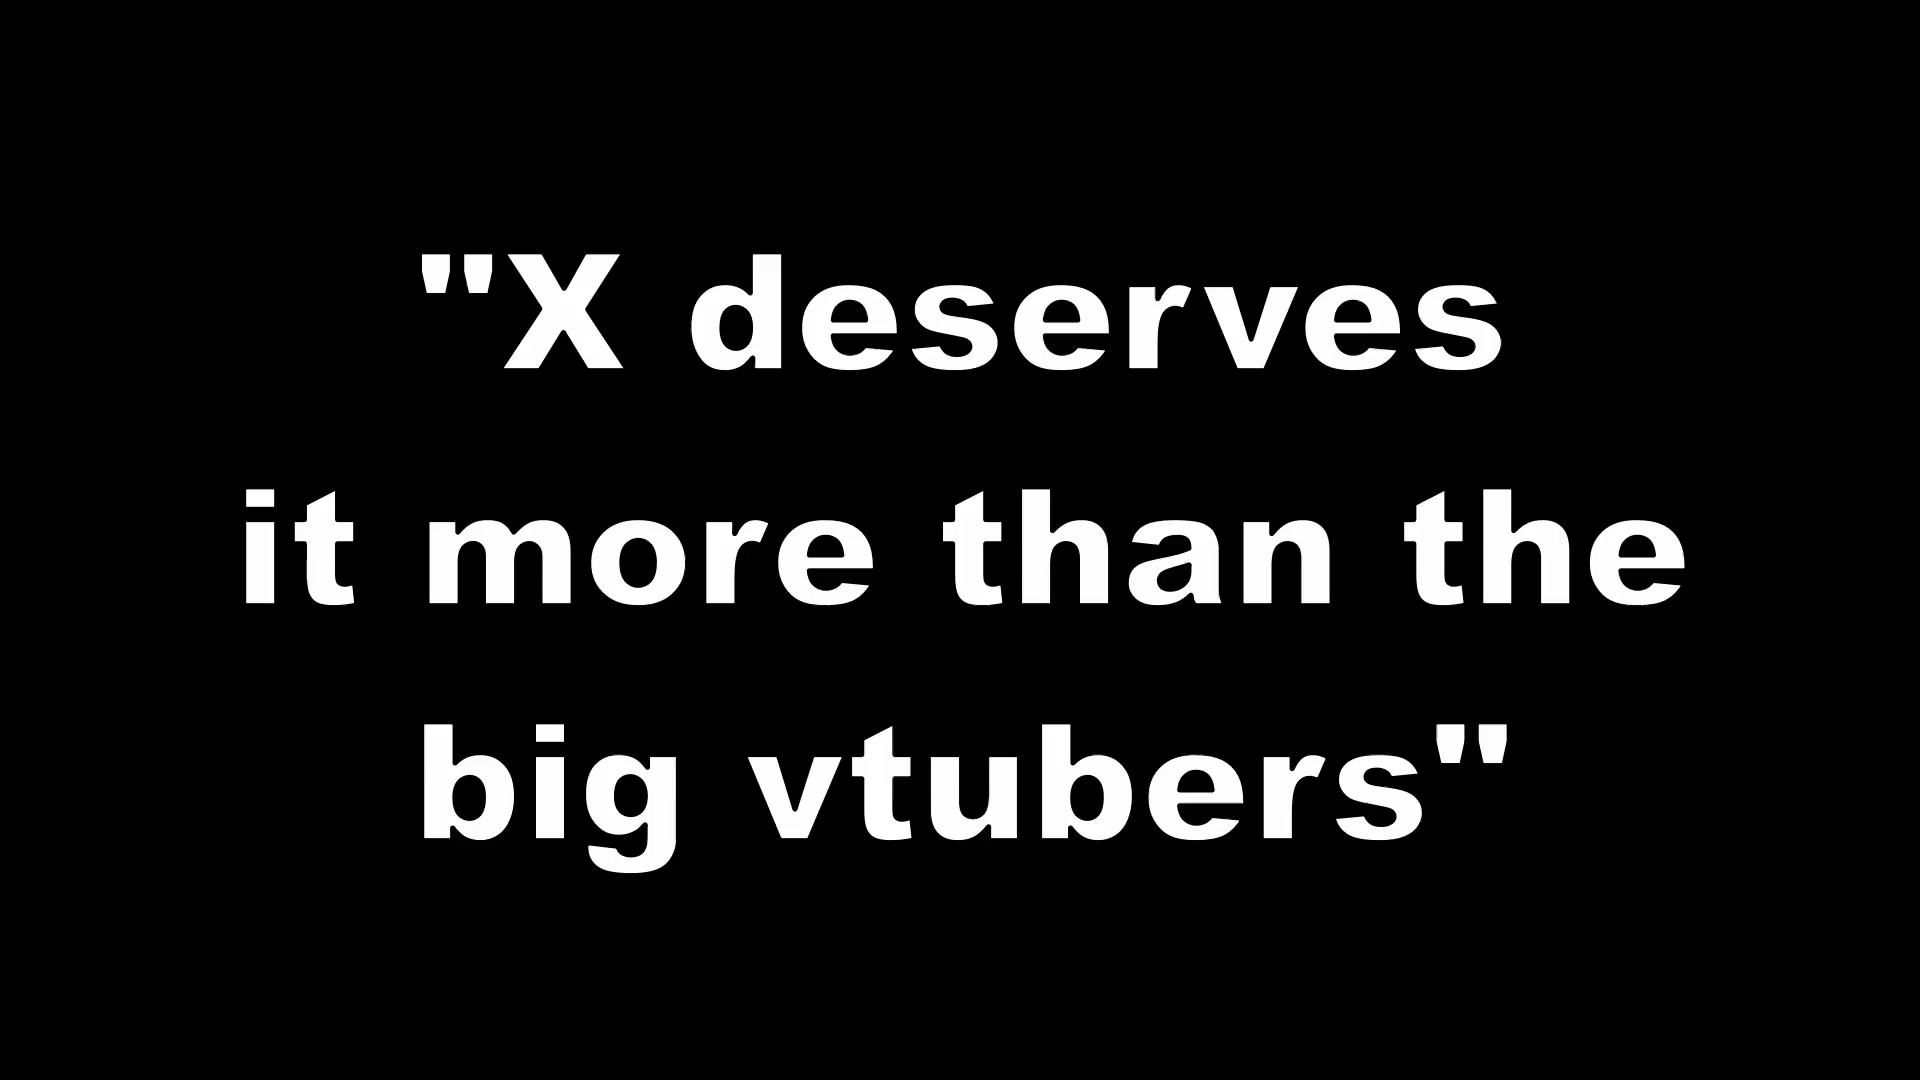 "X deserves
it more than the
big vtubers"